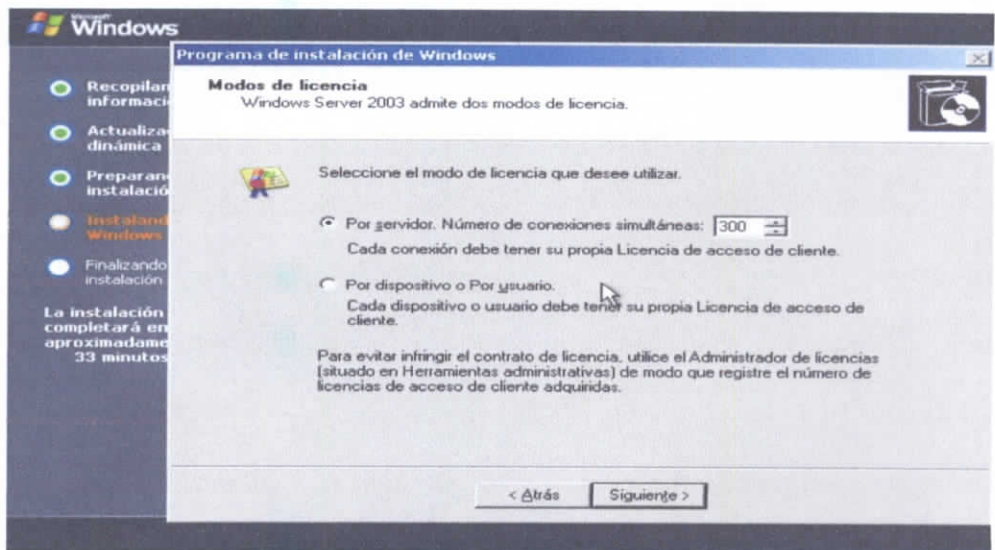 Microsoft
Windows
Programa de instalación de Windows
Recopilan
informaci
Actualiza
dinámica
Preparan
instalació
Instaland
Windows
Finalizando
instalación
La instalación
completará en
aproximadame
33 minutos
Modos de licencia
Windows Server 2003 admite dos modos de licencia.
Seleccione el modo de licencia que desee utilizar.
Por servidor. Número de conexiones simultáneas: 300
Cada conexión debe tener su propia Licencia de acceso de cliente.
Por dispositivo o Por usuario.
Cada dispositivo o usuario debe tener su propia Licencia de acceso de
cliente.
Para evitar infringir el contrato de licencia, utilice el Administrador de licencias
(situado en Herramientas administrativas) de modo que registre el número de
licencias de acceso de cliente adquiridas.
< Atrás
Siguiente >